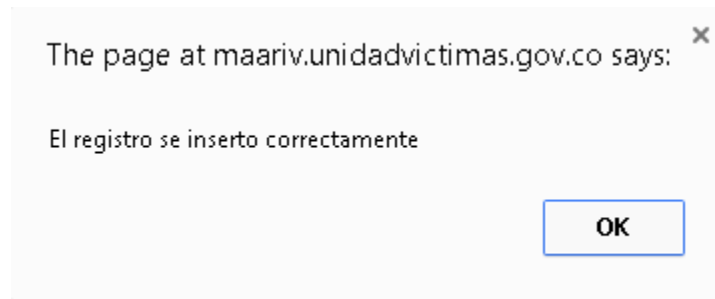 The page at maariv.unidadvictimas.gov.co says:
El registro se inserto correctamente
OK